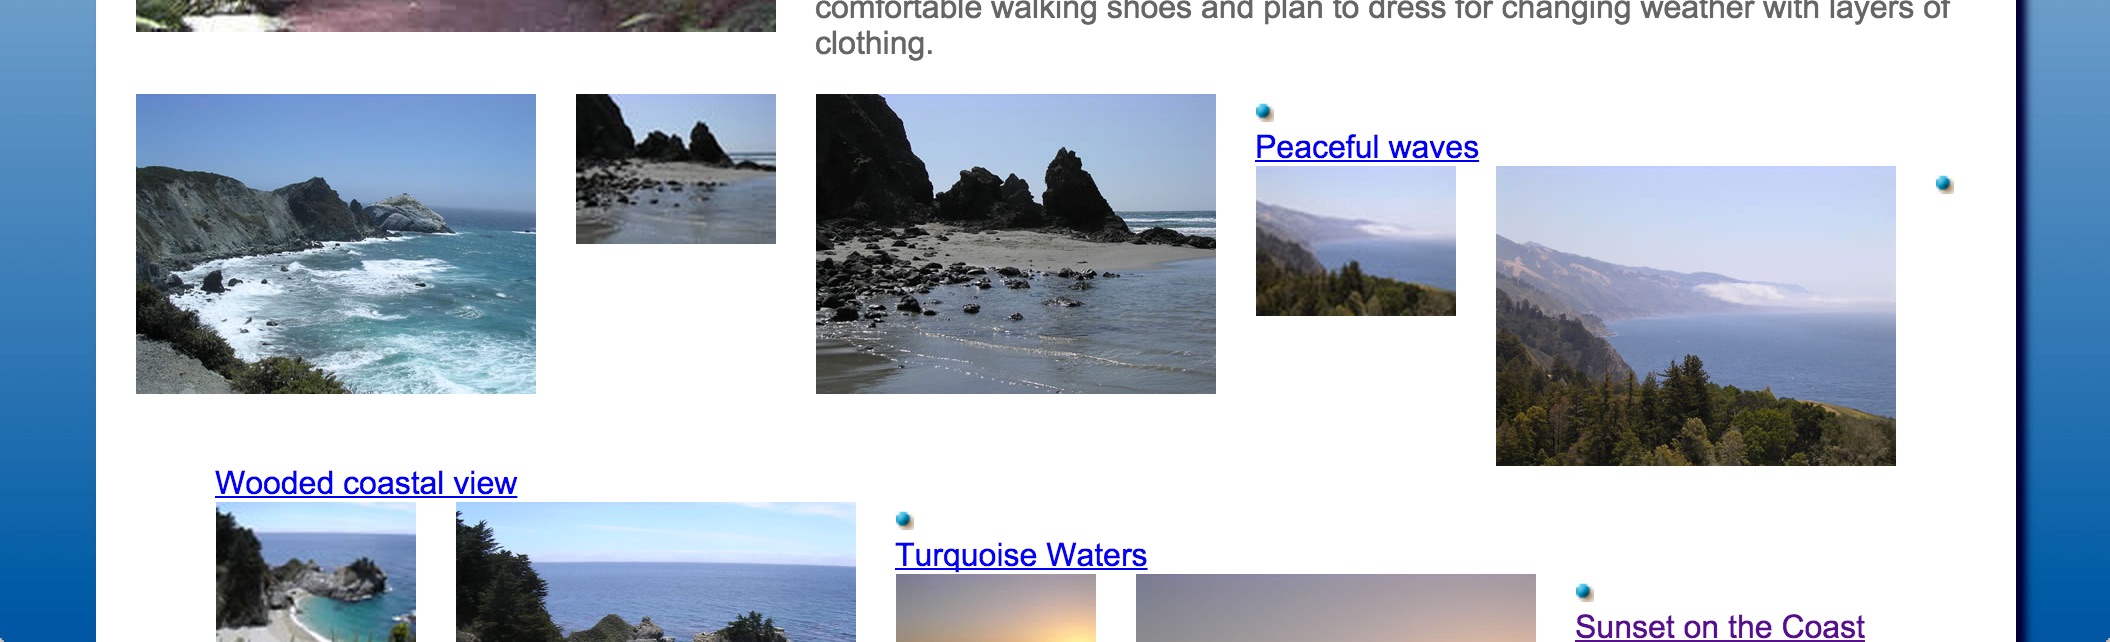 comfortable walking shoes and plan to dress for changing weather with layers of
clothing.
Peaceful waves
Wooded coastal view
Turquoise Waters
Sunset on the Coast